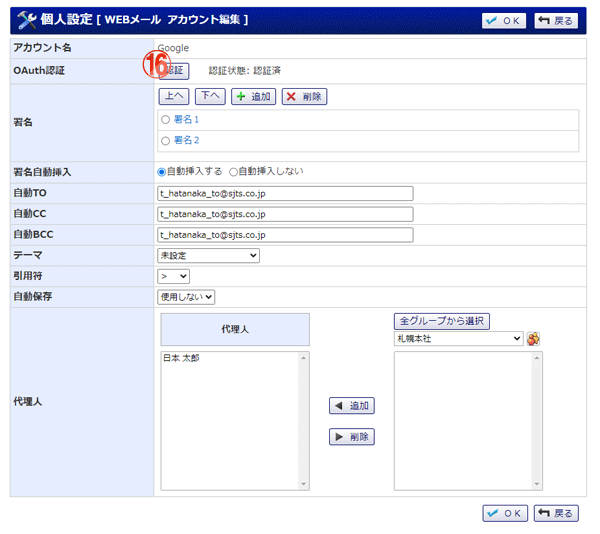 個人設定 [ WEBメール アカウント編集 ]
ＯＫ
戻る
アカウント名
Google
OAuth認証
⑯
認証
認証状態: 認証済
署名
上へ
下へ
追加
削除
署名１
署名２
署名自動挿入
自動挿入する
自動挿入しない
自動TO
t_hatanaka_to@sjts.co.jp
自動CC
t_hatanaka_to@sjts.co.jp
自動BCC
t_hatanaka_to@sjts.co.jp
テーマ
未設定
引用符
>
自動保存
使用しない
代理人
代理人
全グループから選択
札幌本社
日本 太郎
追加
削除
ＯＫ
戻る